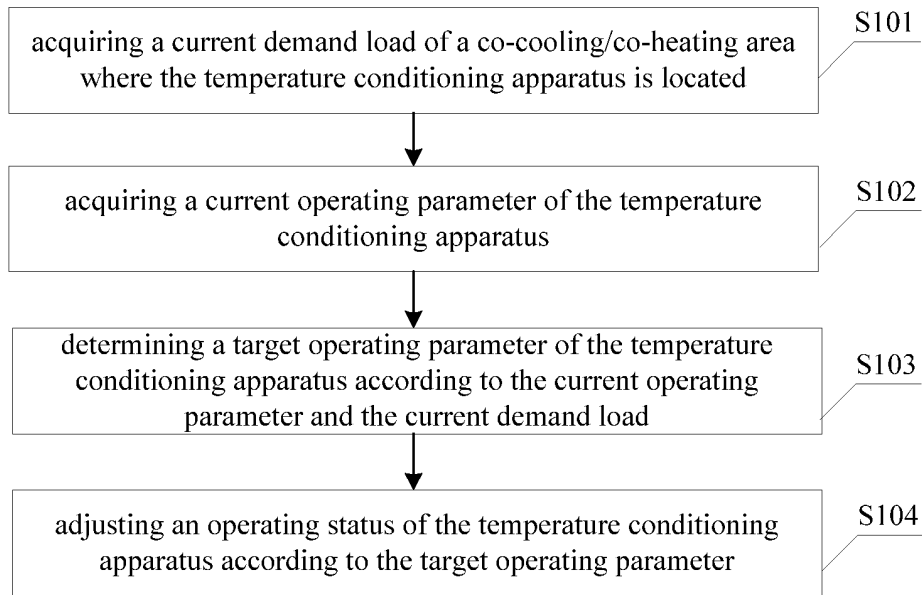 acquiring a current demand load of a co-cooling/co-heating area
where the temperature conditioning apparatus is located
S101
acquiring a current operating parameter of the temperature
conditioning apparatus
S102
determining a target operating parameter of the temperature
conditioning apparatus according to the current operating
parameter and the current demand load
S103
adjusting an operating status of the temperature conditioning
apparatus according to the target operating parameter
S104